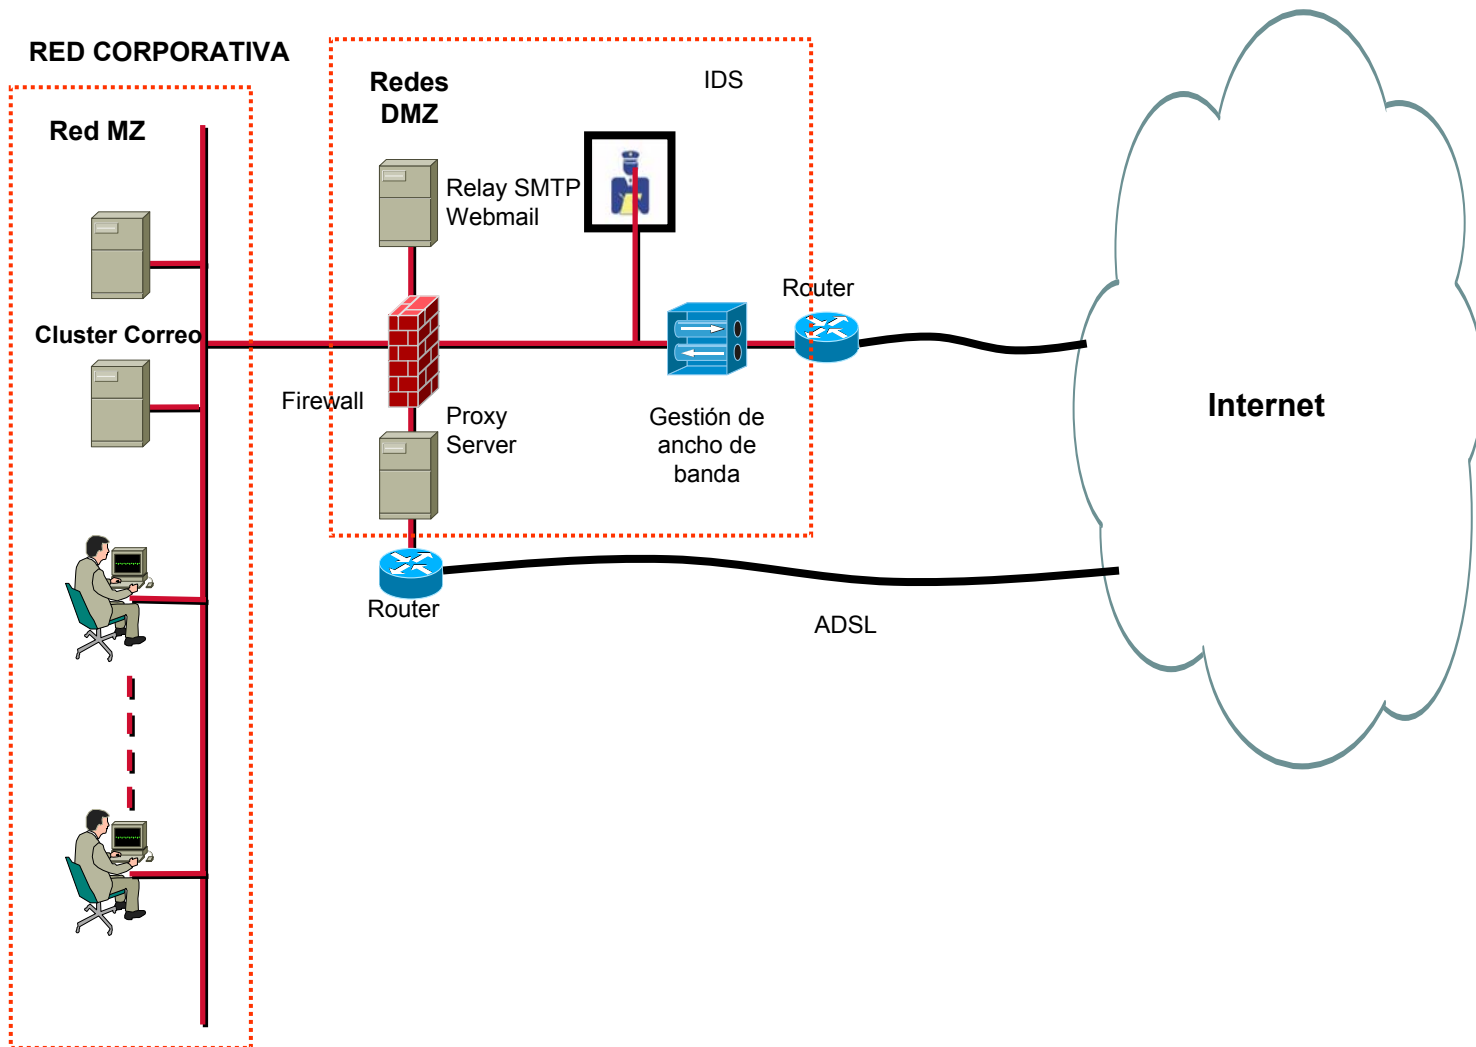 RED CORPORATIVA
Redes
DMZ
IDS
Red MZ
Relay SMTP
Webmail
Router
Cluster Correo
Firewall
Proxy
Server
Gestión de
ancho de
banda
Internet
Router
ADSL